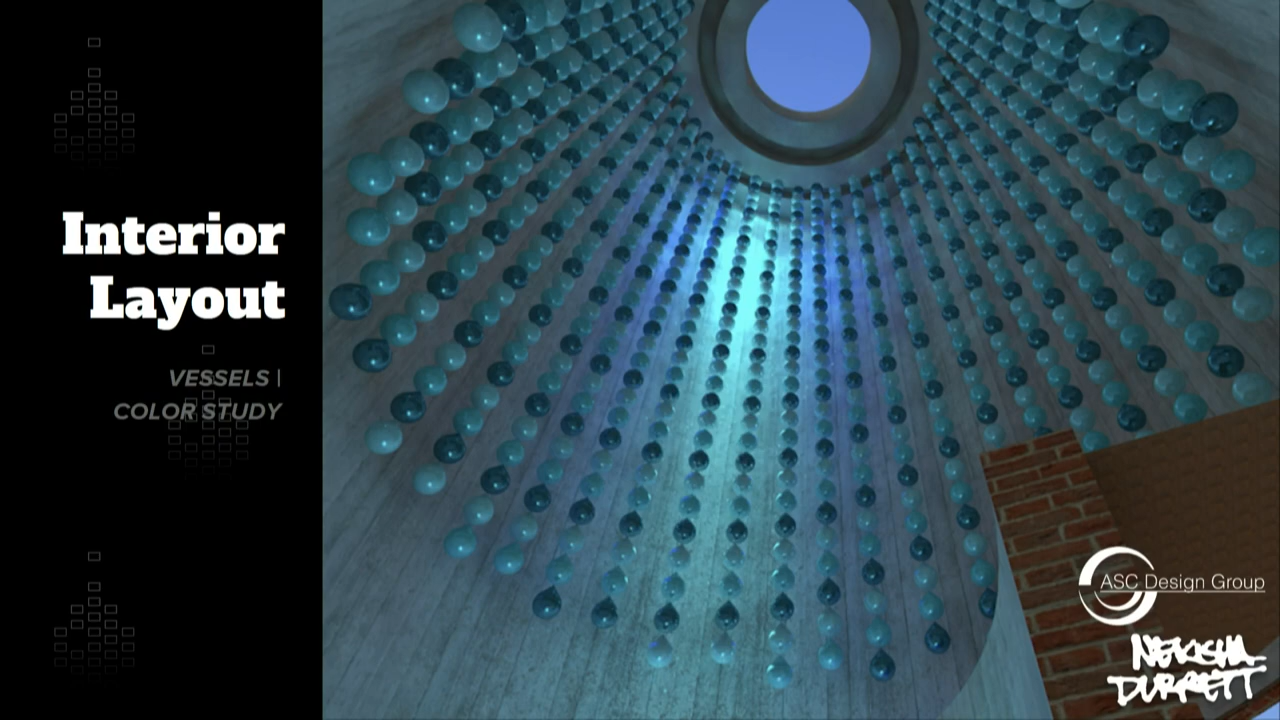 Interior
Layout
VESSELS |
COLOR STUDY
ASC Design Group
NEKISHA
DURRETT